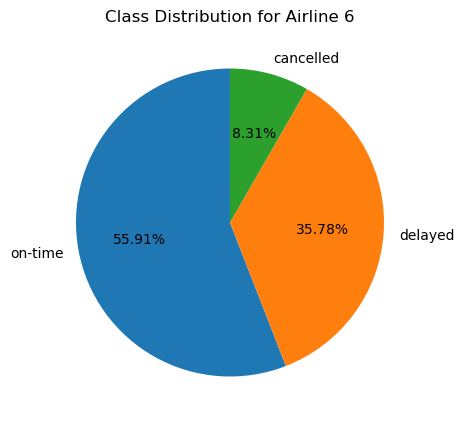 Class Distribution for Airline 6
cancelled
8.31%
35.78%
delayed
55.91%
on-time